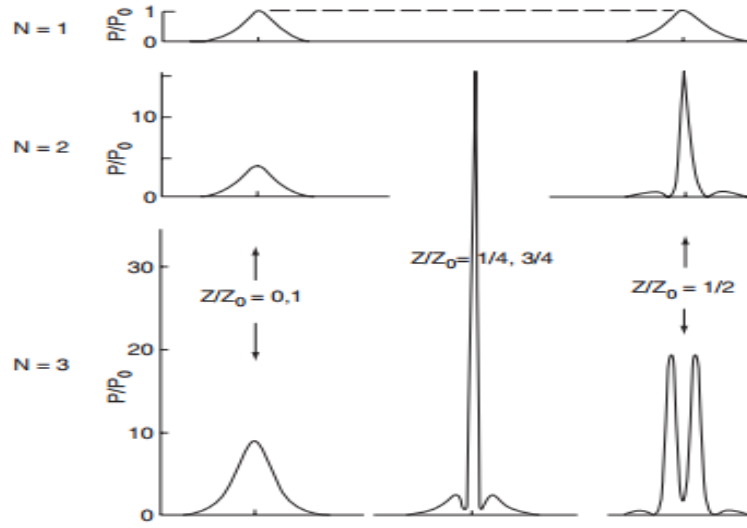 N = 1
P/P₀
1
0
N = 2
P/P₀
10
0
Z/Z₀ = 0,1
Z/Z₀ = 1/4, 3/4
Z/Z₀ = 1/2
N = 3
P/P₀
30
20
10
0